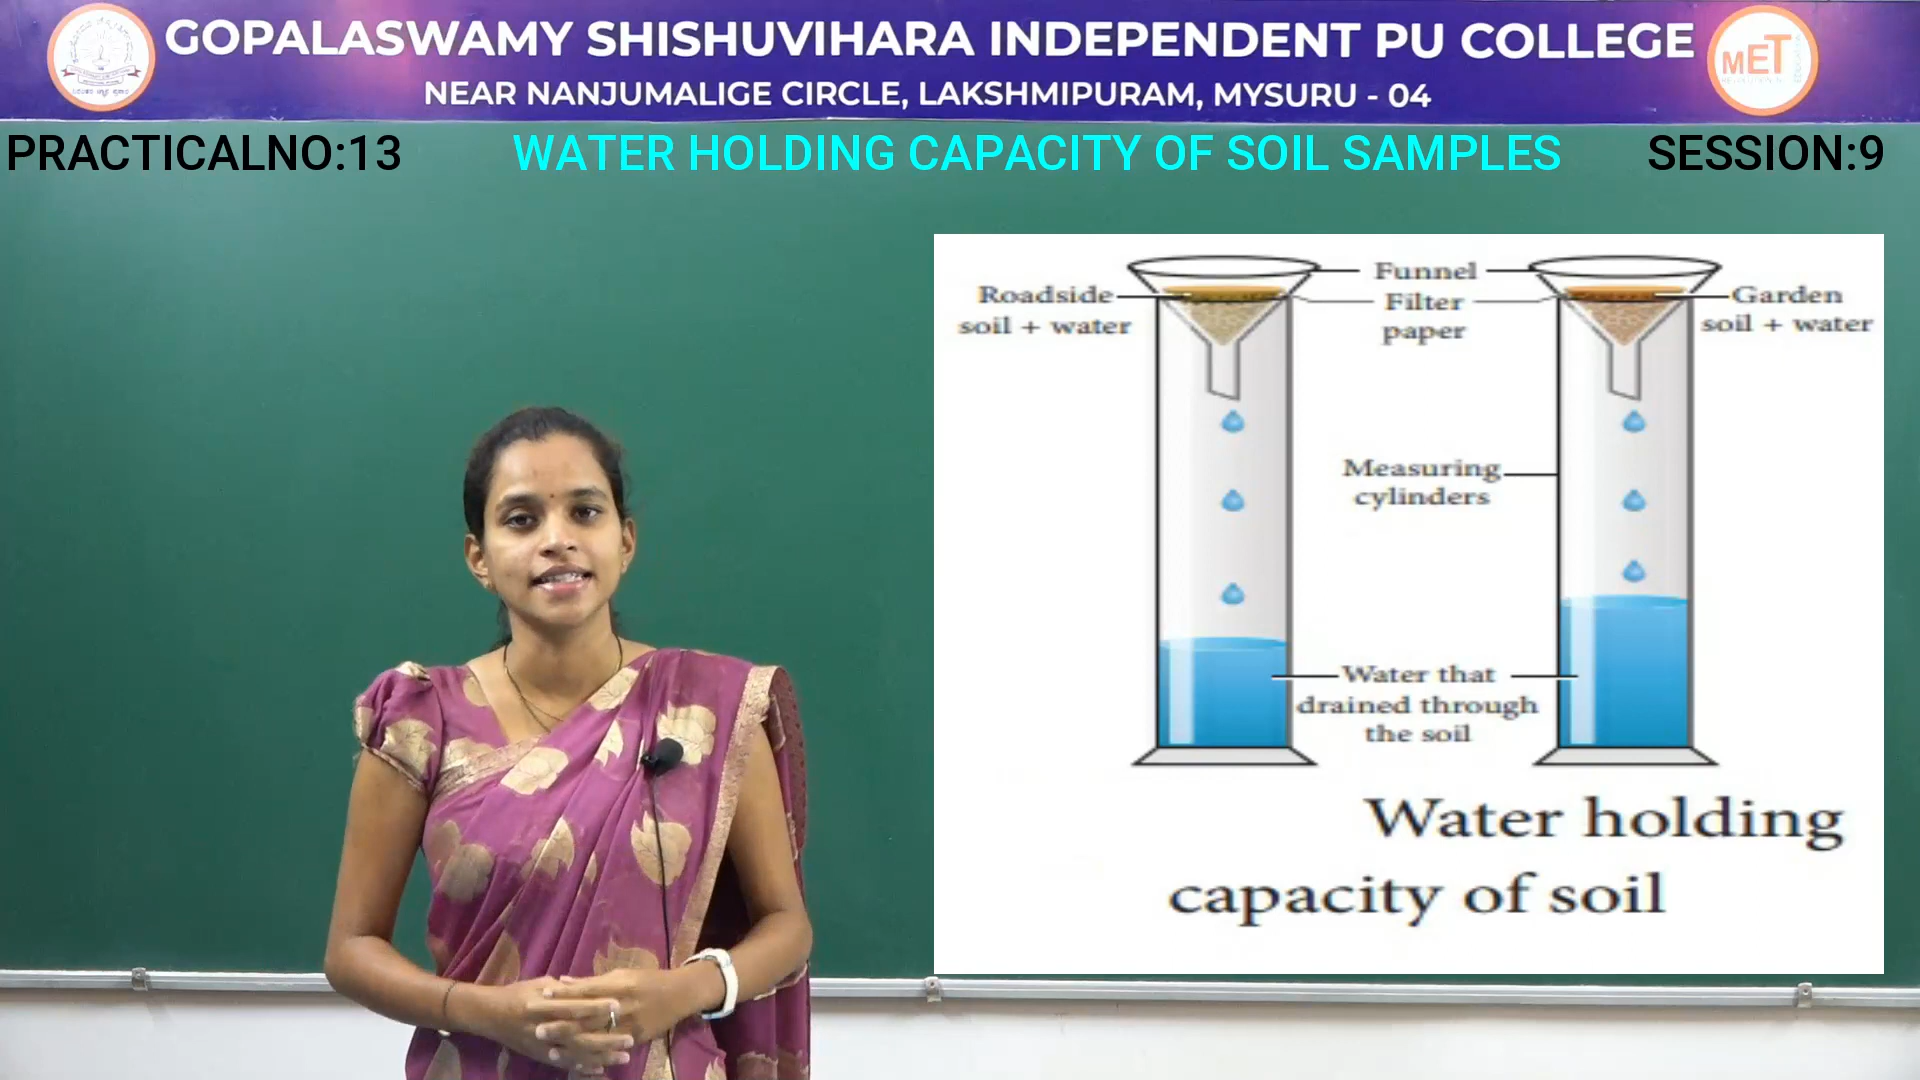 GOPALASWAMY SHISHUVIHARA INDEPENDENT PU COLLEGE
NEAR NANJUMALIGE CIRCLE, LAKSHMIPURAM, MYSURU - 04
MET
PRACTICALNO:13
WATER HOLDING CAPACITY OF SOIL SAMPLES
SESSION:9
Roadside
soil + water
Funnel
Filter
paper
Garden
soil + water
Measuring
cylinders
Water that
drained through
the soil
Water holding
capacity of soil